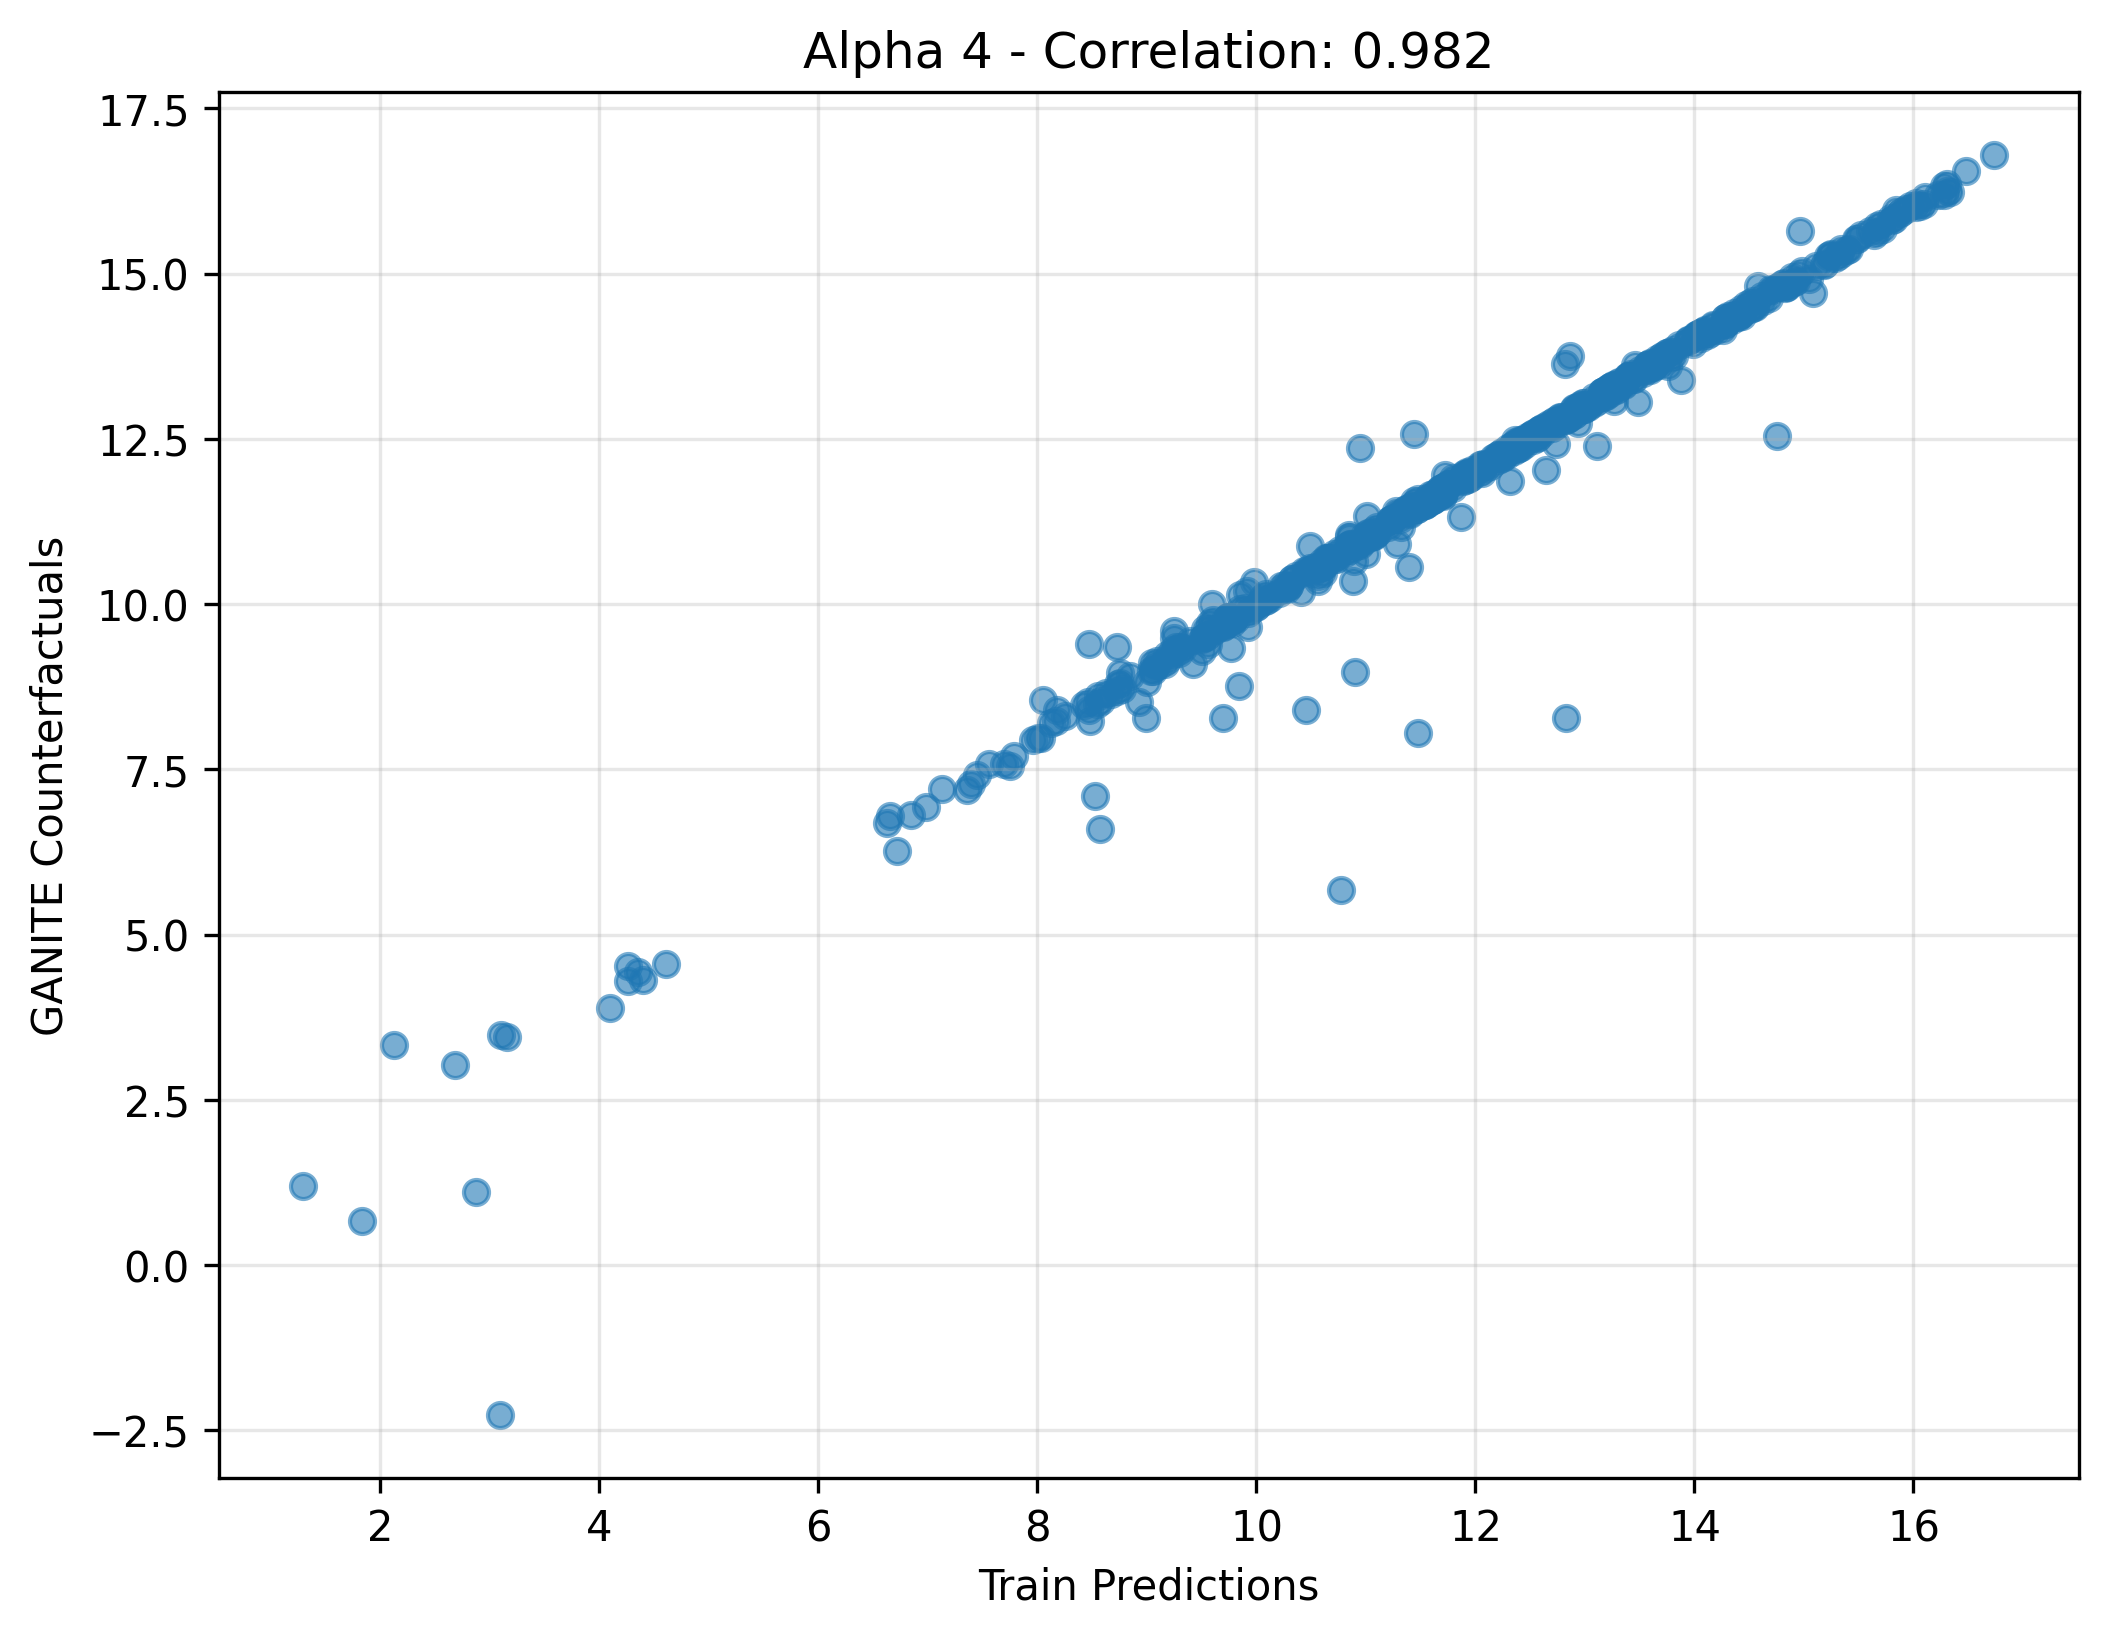 Alpha 4 - Correlation: 0.982
17.5
15.0
12.5
10.0
7.5
5.0
2.5
0.0
−2.5
GANITE Counterfactuals
2 4 6 8 10 12 14 16
Train Predictions